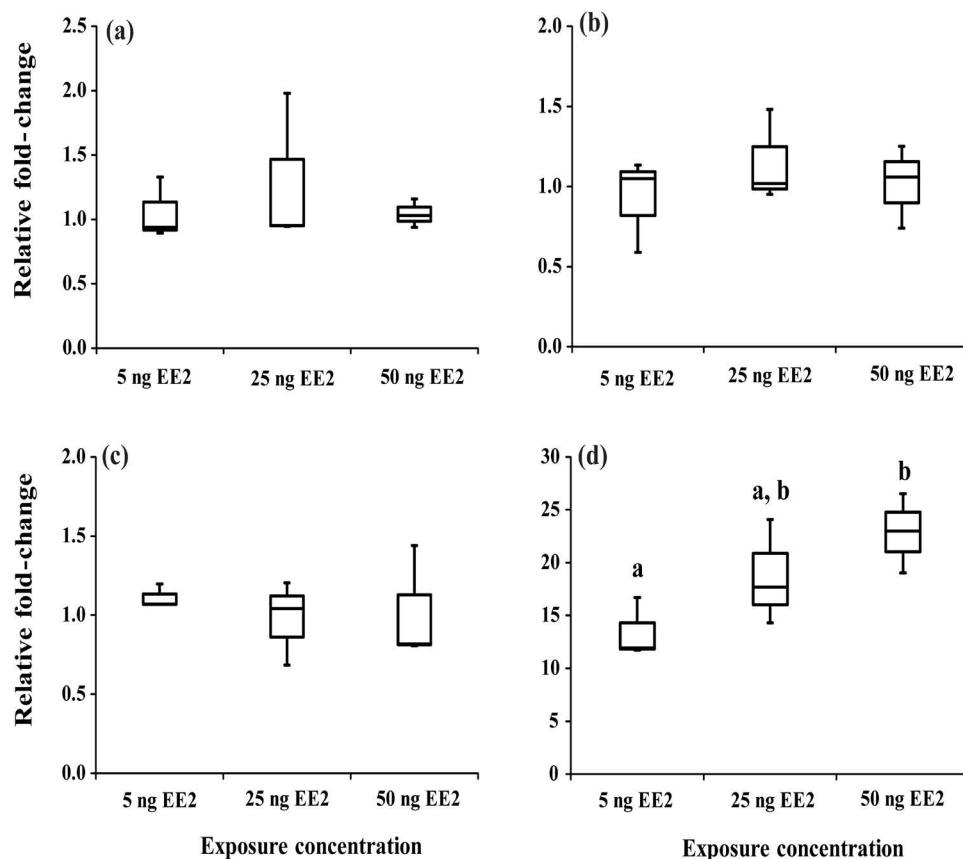 (a)
Relative fold-change
2.5
2.0
1.5
1.0
0.5
0.0
5 ng EE2 25 ng EE2 50 ng EE2
(b)
2.0
1.5
1.0
0.5
0.0
5 ng EE2 25 ng EE2 50 ng EE2
(c)
Relative fold-change
2.0
1.5
1.0
0.5
0.0
5 ng EE2 25 ng EE2 50 ng EE2
Exposure concentration
(d)
30
25
20
15
10
5
0
a
a, b
b
5 ng EE2 25 ng EE2 50 ng EE2
Exposure concentration